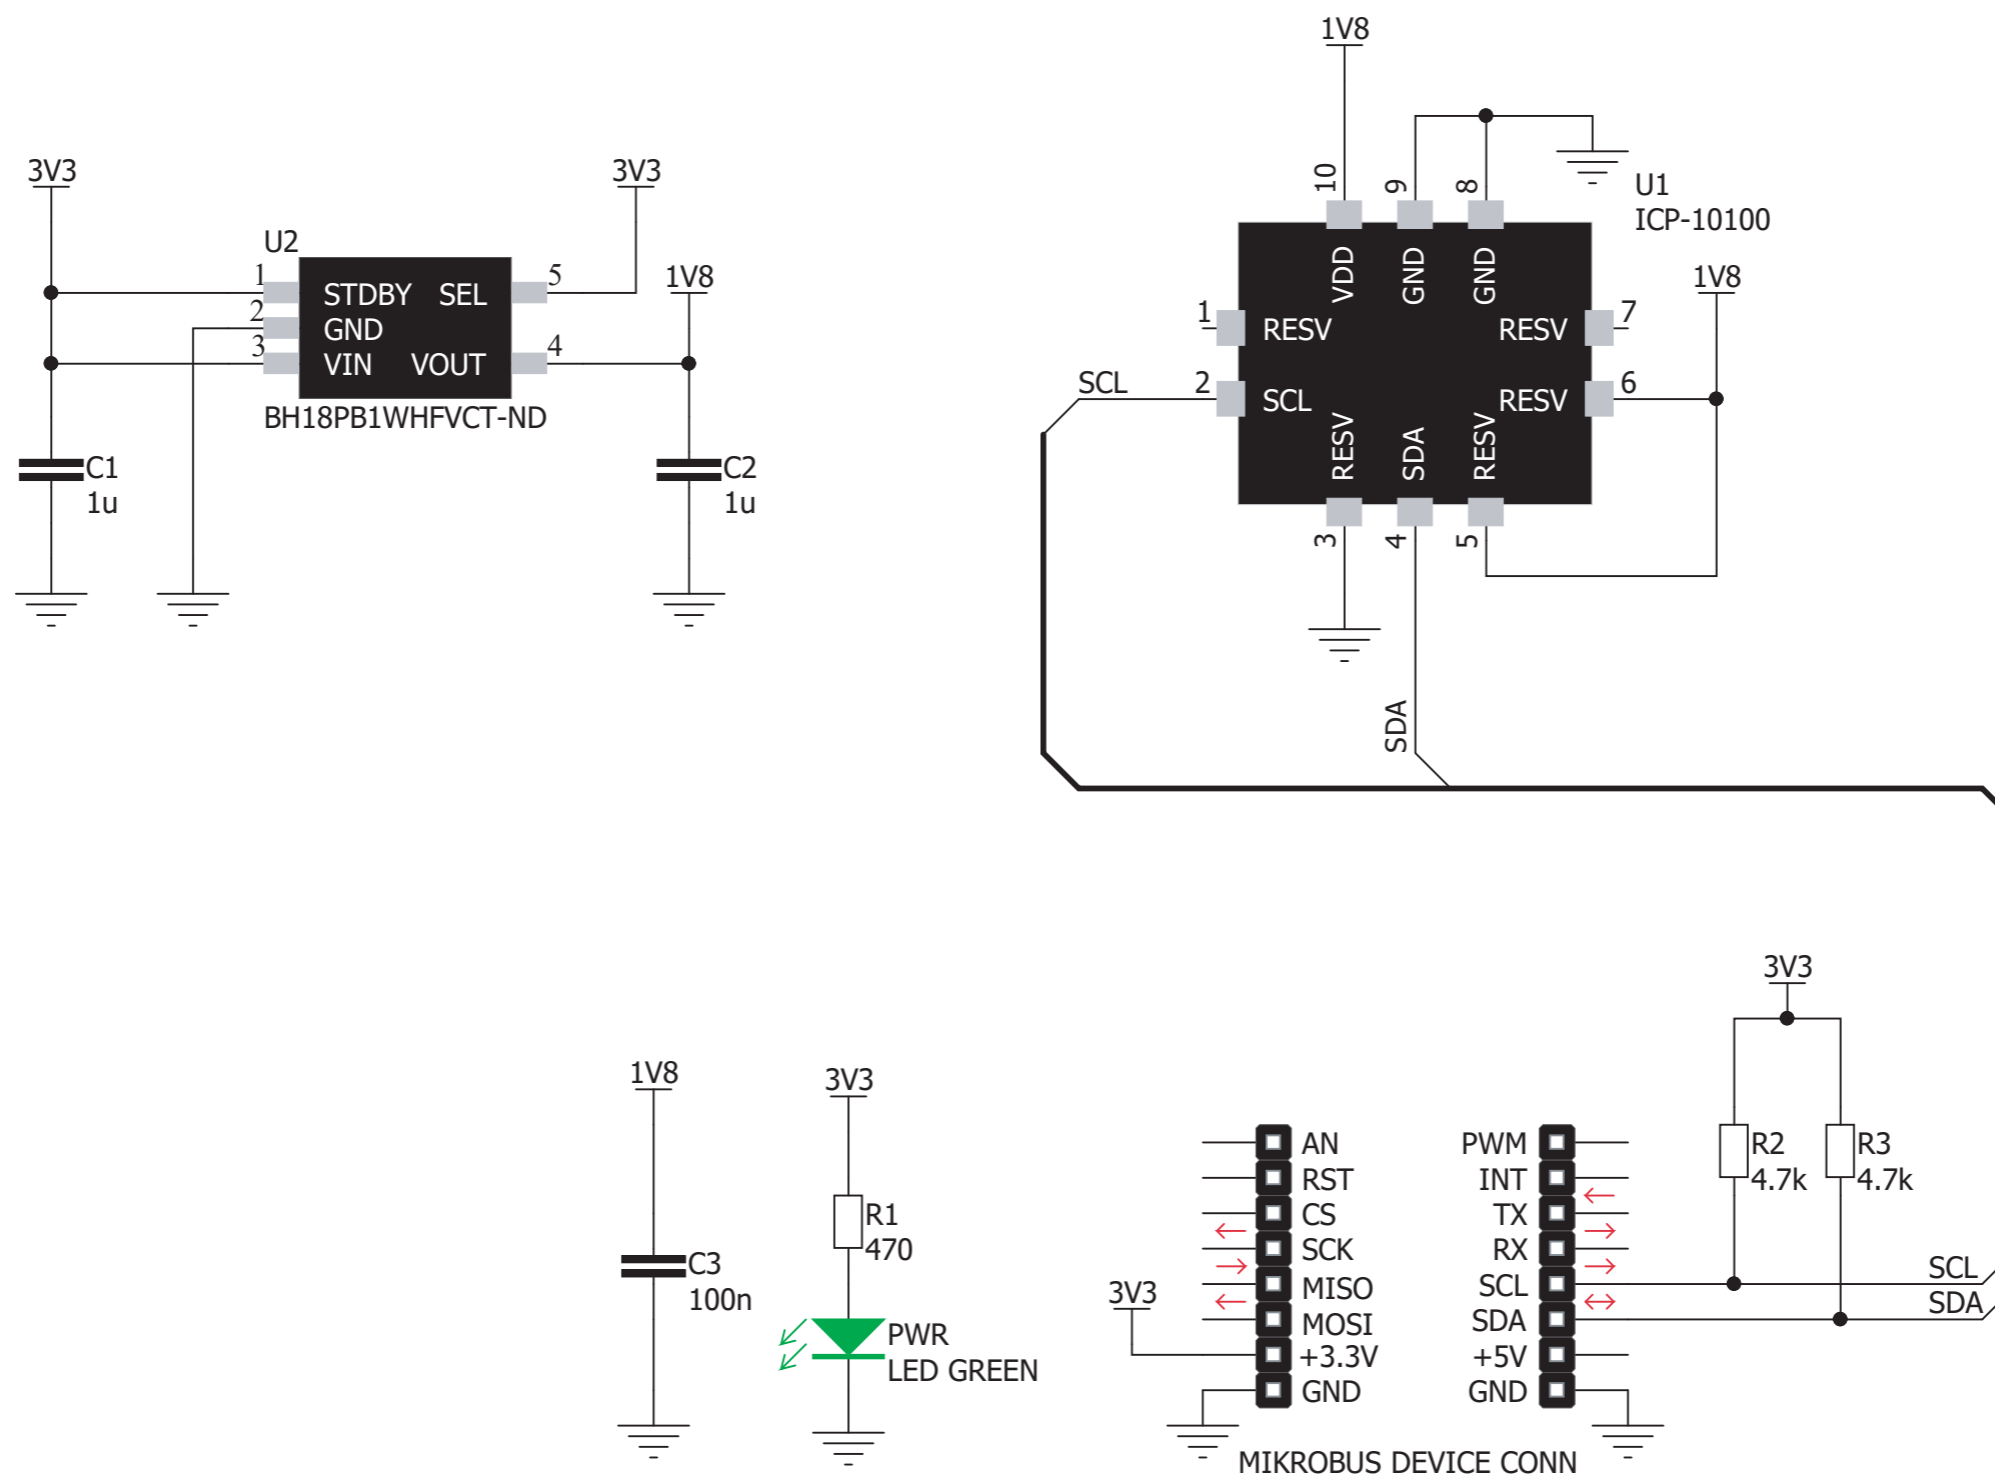 3V3
3V3
U2
1 STDBY SEL 5
2 GND
3 VIN VOUT 4
BH18PB1WHFVCT-ND
1V8
C1
1u
C2
1u
1V8
10 9 8
U1
ICP-10100
VDD GND GND
1 RESV RESV 7
1V8
SCL 2 SCL RESV 6
RESV SDA RESV
3 4 5
SDA
1V8
C3
100n
3V3
R1
470
PWR
LED GREEN
3V3
AN PWM
RST INT
CS TX
SCK RX
MISO SCL
MOSI SDA
+3.3V +5V
GND GND
MIKROBUS DEVICE CONN
3V3
R2
4.7k
R3
4.7k
SCL
SDA